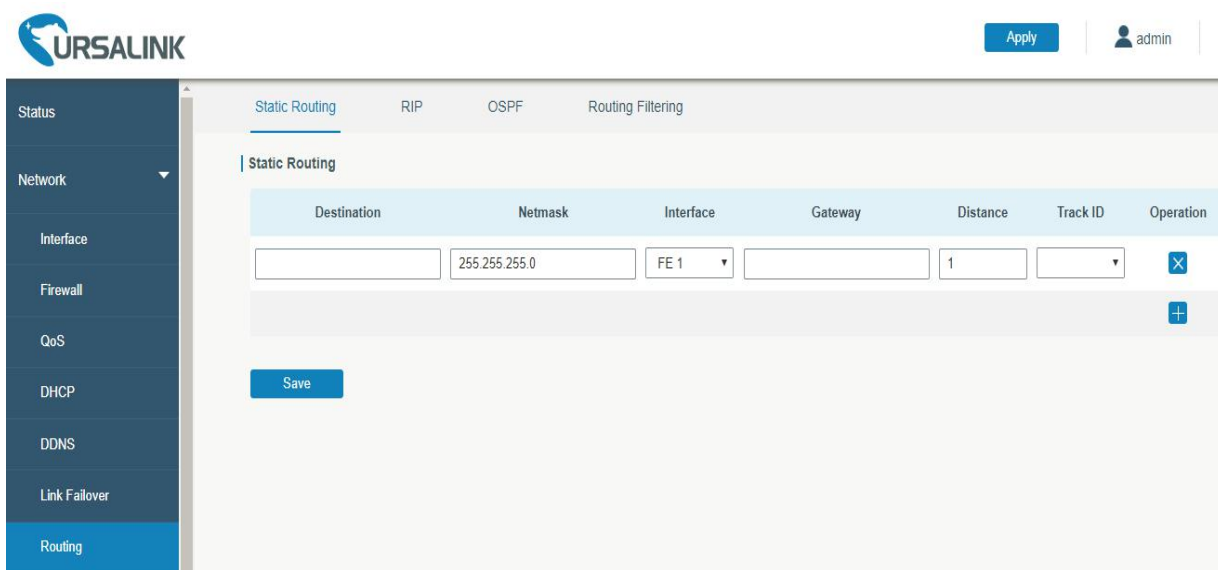 URSALINK
Apply
admin
Status
Network
Interface
Firewall
QoS
DHCP
DDNS
Link Failover
Routing
Static Routing RIP OSPF Routing Filtering
Static Routing
Destination Netmask Interface Gateway Distance Track ID Operation
255.255.255.0 FE 1 1
Save